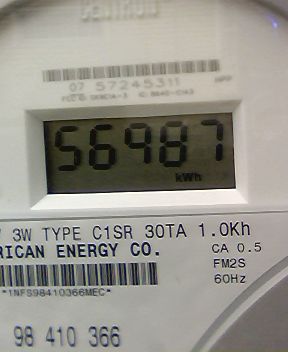 CENTRON
07 57245311
56987
kWh
3W TYPE C1SR 30TA 1.0Kh
RICAN ENERGY CO.
CA 0.5
FM2S
60Hz
*1NFS98410366MEC*
98 410 366